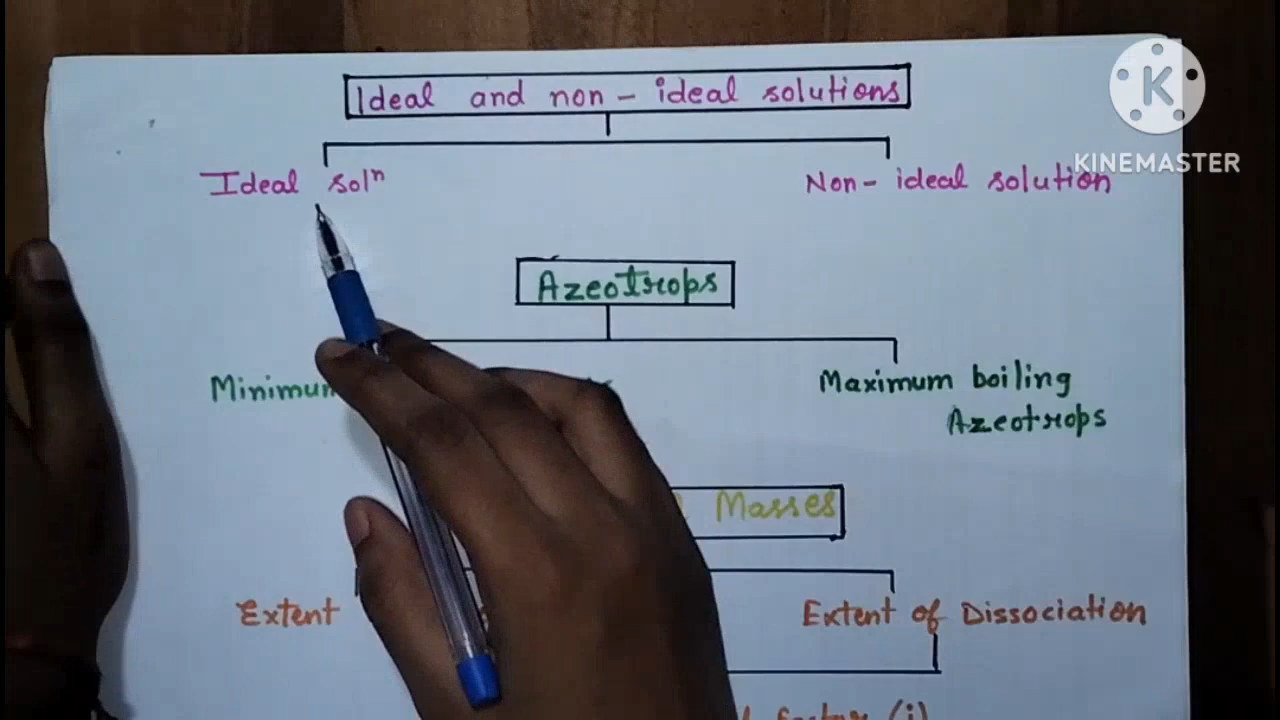 Ideal and non - ideal solutions
KINEMASTER
Ideal solⁿ
Non - ideal solution
Azeotrops
Maximum boiling
Azeotrops
Masses
Extent
Extent of Dissociation
factor (i)